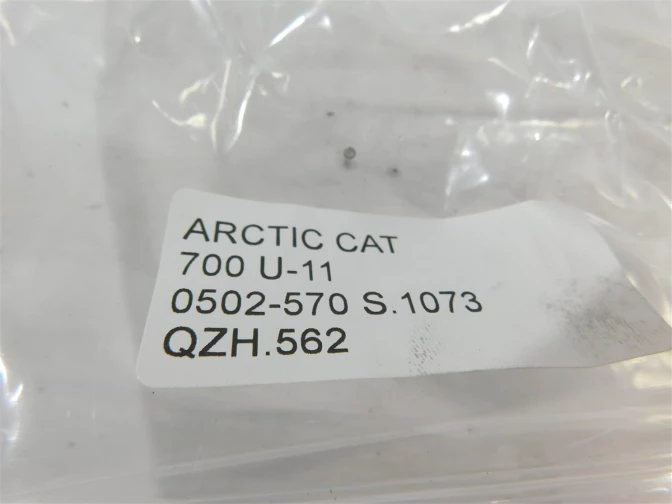 ARCTIC CAT
700 U-11
0502-570 S.1073
QZH.562